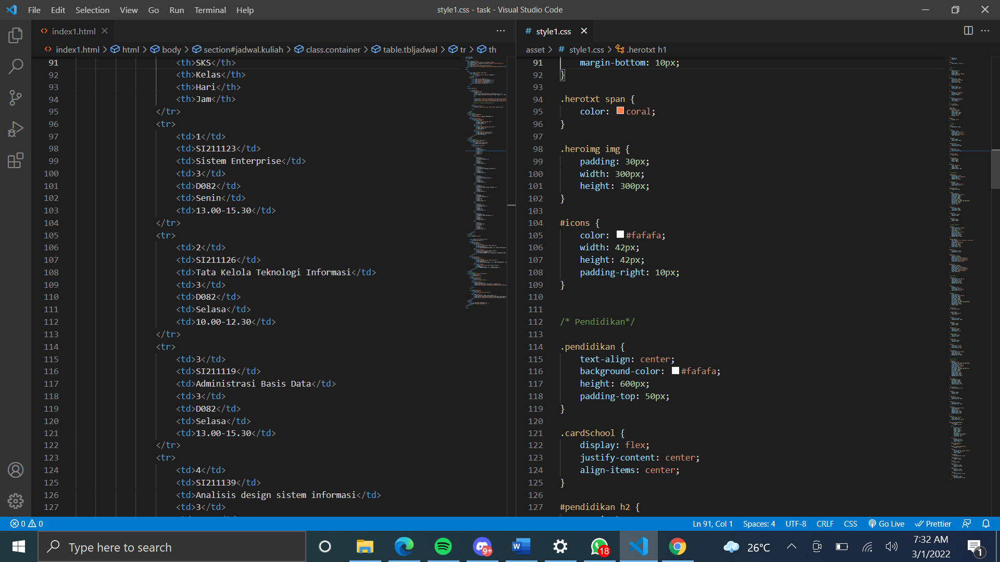 File Edit Selection View Go Run Terminal Help
style1.css - task - Visual Studio Code
index1.html
index1.html > html > body > section#jadwal.kuliah > class.container > table.tbljadwal > tr > th
91 <th>SKS</th>
92 <th>Kelas</th>
93 <th>Hari</th>
94 <th>Jam</th>
95 </tr>
96 <tr>
97 <td>1</td>
98 <td>SI211123</td>
99 <td>Sistem Enterprise</td>
100 <td>3</td>
101 <td>D082</td>
102 <td>Senin</td>
103 <td>13.00-15.30</td>
104 </tr>
105 <tr>
106 <td>2</td>
107 <td>SI211126</td>
108 <td>Tata Kelola Teknologi Informasi</td>
109 <td>3</td>
110 <td>D082</td>
111 <td>Selasa</td>
112 <td>10.00-12.30</td>
113 </tr>
114 <tr>
115 <td>3</td>
116 <td>SI211119</td>
117 <td>Administrasi Basis Data</td>
118 <td>3</td>
119 <td>D082</td>
120 <td>Selasa</td>
121 <td>13.00-15.30</td>
122 </tr>
123 <tr>
124 <td>4</td>
125 <td>SI211139</td>
126 <td>Analisis design sistem informasi</td>
127 <td>3</td>
# style1.css
asset > # style1.css > .herotxt h1
91 margin-bottom: 10px;
92 }
93
94 .herotxt span {
95 color: coral;
96 }
97
98 .heroimg img {
99 padding: 30px;
100 width: 300px;
101 height: 300px;
102 }
103
104 #icons {
105 color: #fafafa;
106 width: 42px;
107 height: 42px;
108 padding-right: 10px;
109 }
110
111
112 /* Pendidikan*/
113
114 .pendidikan {
115 text-align: center;
116 background-color: #fafafa;
117 height: 600px;
118 padding-top: 50px;
119 }
120
121 .cardSchool {
122 display: flex;
123 justify-content: center;
124 align-items: center;
125 }
126
127 #pendidikan h2 {
0 0
Ln 91, Col 1 Spaces: 4 UTF-8 CRLF CSS Go Live Prettier
Type here to search
9+
W
18
26°C
7:32 AM
3/1/2022
1